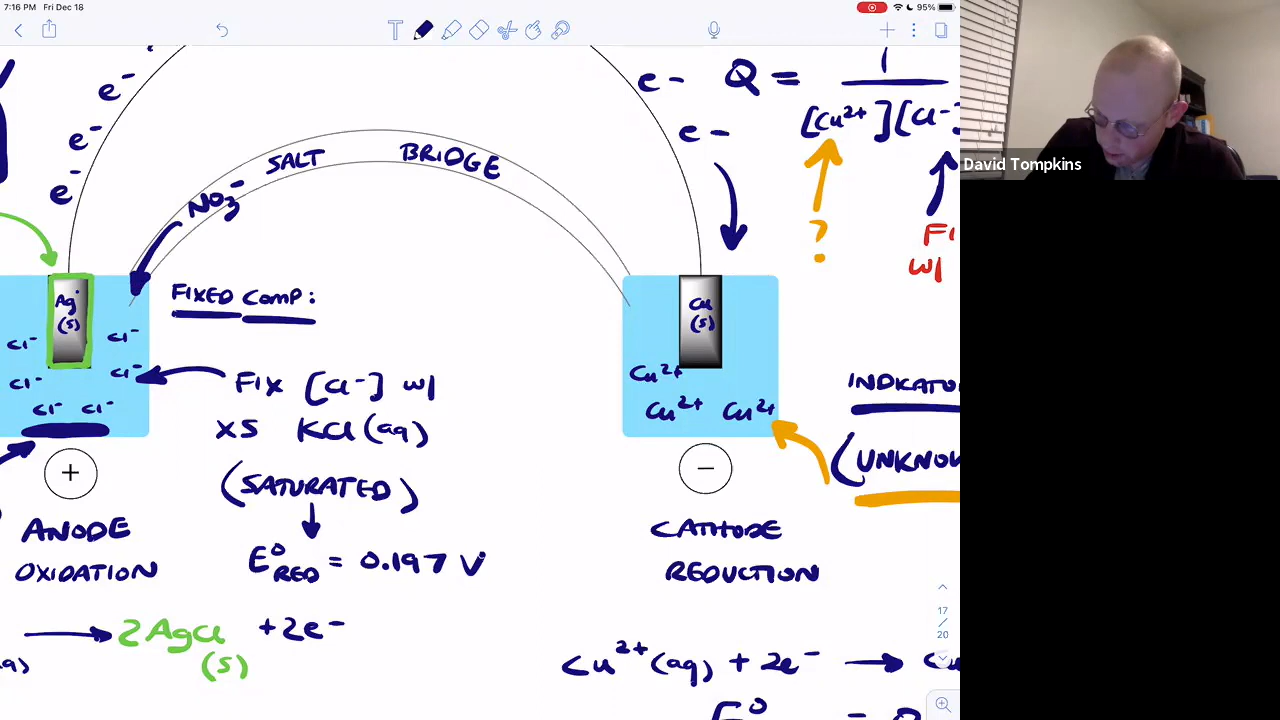 7:16 PM Fri Dec 18
95%
e-
e-
e-
SALT BRIDGE
NO3-
e-
e-
Q = 1
[Cu2+][Cl-]
?
w/
David Tompkins
Ag°
(s)
Cl- Cl-
Cl- Cl-
Cl- Cl-
+
ANODE
OXIDATION
FIXED COMP:
FIX [Cl-] w/
XS KCl(aq)
(SATURATED)
E°RED = 0.197 V
Cu
(s)
Cu2+
Cu2+ Cu2+
−
CATHODE
REDUCTION
→ 2AgCl + 2e-
(s)
Cu2+(aq) + 2e- →
E° =
17
/
20